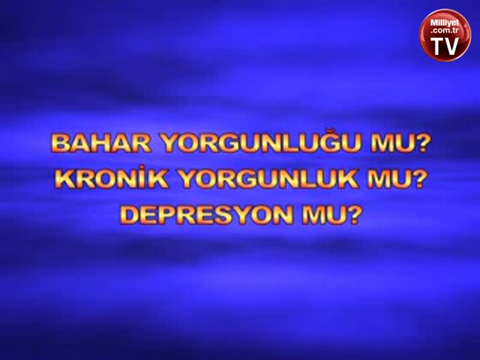 Milliyet
.com.tr
TV
BAHAR YORGUNLUĞU MU?
KRONİK YORGUNLUK MU?
DEPRESYON MU?